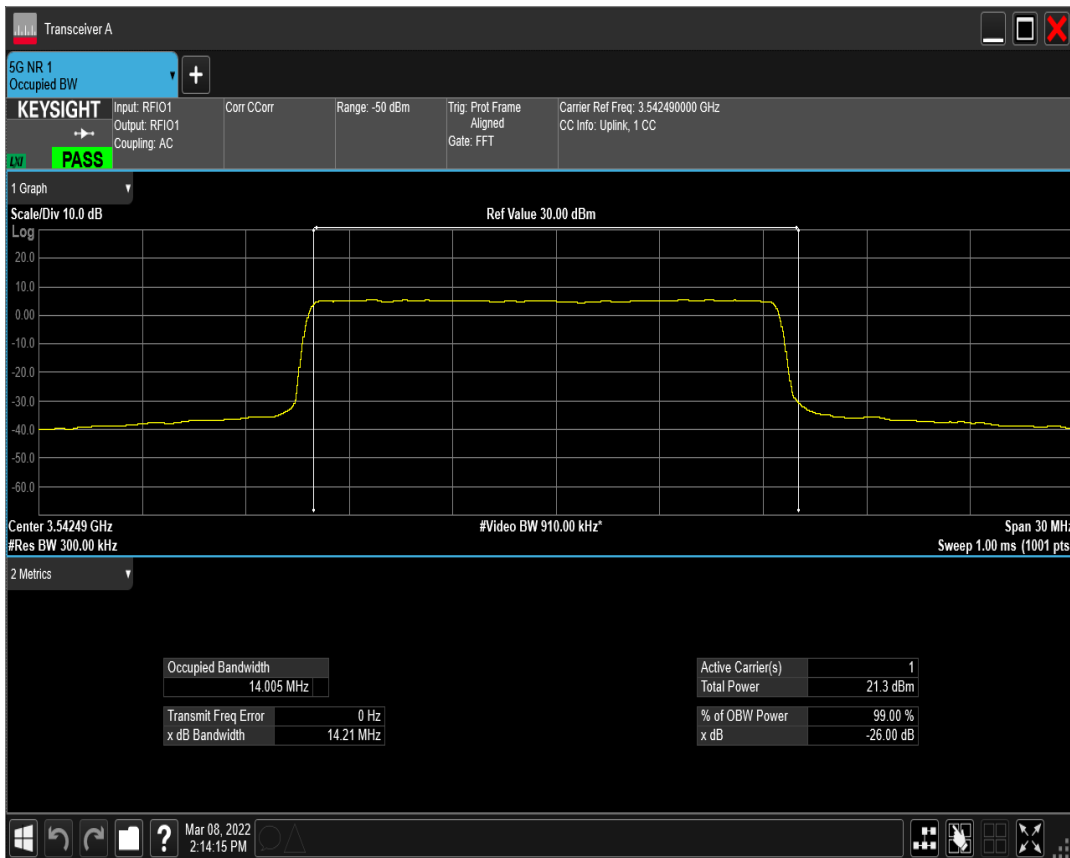 Transceiver A
5G NR 1
Occupied BW
+
KEYSIGHT
LXI
PASS
Input: RFIO1
Output: RFIO1
Coupling: AC
Corr CCorr
Range: -50 dBm
Trig: Prot Frame
Aligned
Gate: FFT
Carrier Ref Freq: 3.542490000 GHz
CC Info: Uplink, 1 CC
1 Graph
Scale/Div 10.0 dB
Ref Value 30.00 dBm
Log
20.0
10.0
0.00
-10.0
-20.0
-30.0
-40.0
-50.0
-60.0
Center 3.54249 GHz
#Video BW 910.00 kHz*
Span 30 MHz
#Res BW 300.00 kHz
Sweep 1.00 ms (1001 pts
2 Metrics
Occupied Bandwidth
14.005 MHz
Transmit Freq Error 0 Hz
x dB Bandwidth 14.21 MHz
Active Carrier(s) 1
Total Power 21.3 dBm
% of OBW Power 99.00 %
x dB -26.00 dB
?
Mar 08, 2022
2:14:15 PM